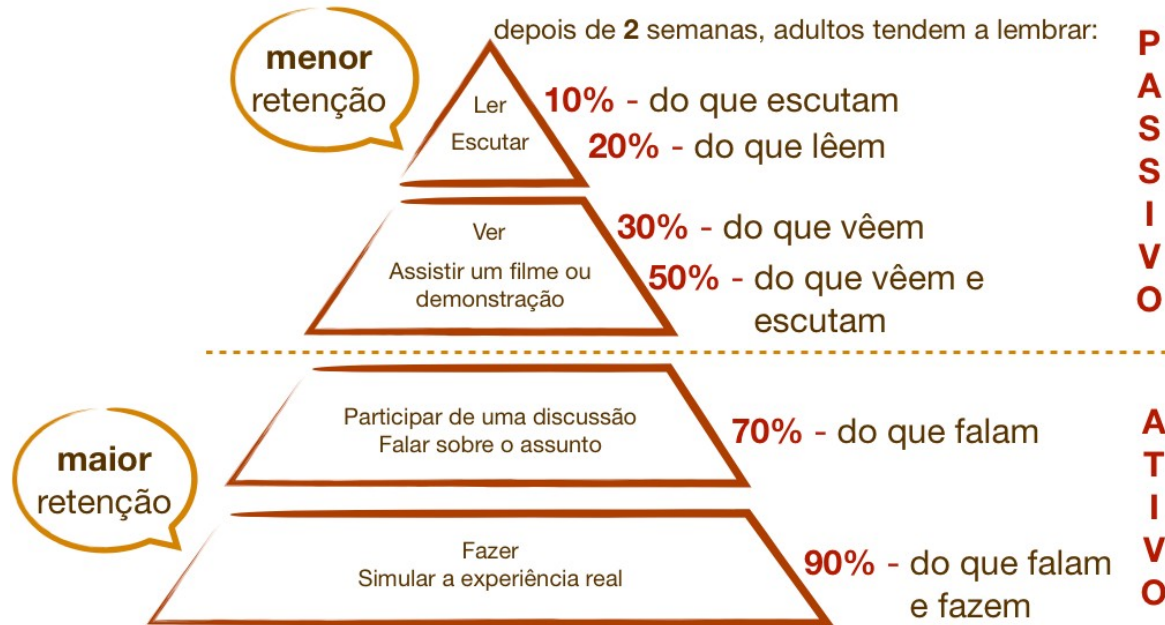 depois de 2 semanas, adultos tendem a lembrar:
menor
retenção
Ler
Escutar
10% - do que escutam
20% - do que lêem
Ver
Assistir um filme ou
demonstração
30% - do que vêem
50% - do que vêem e
escutam
PASSIVO
maior
retenção
Participar de uma discussão
Falar sobre o assunto
70% - do que falam
Fazer
Simular a experiência real
90% - do que falam
e fazem
ATIVO